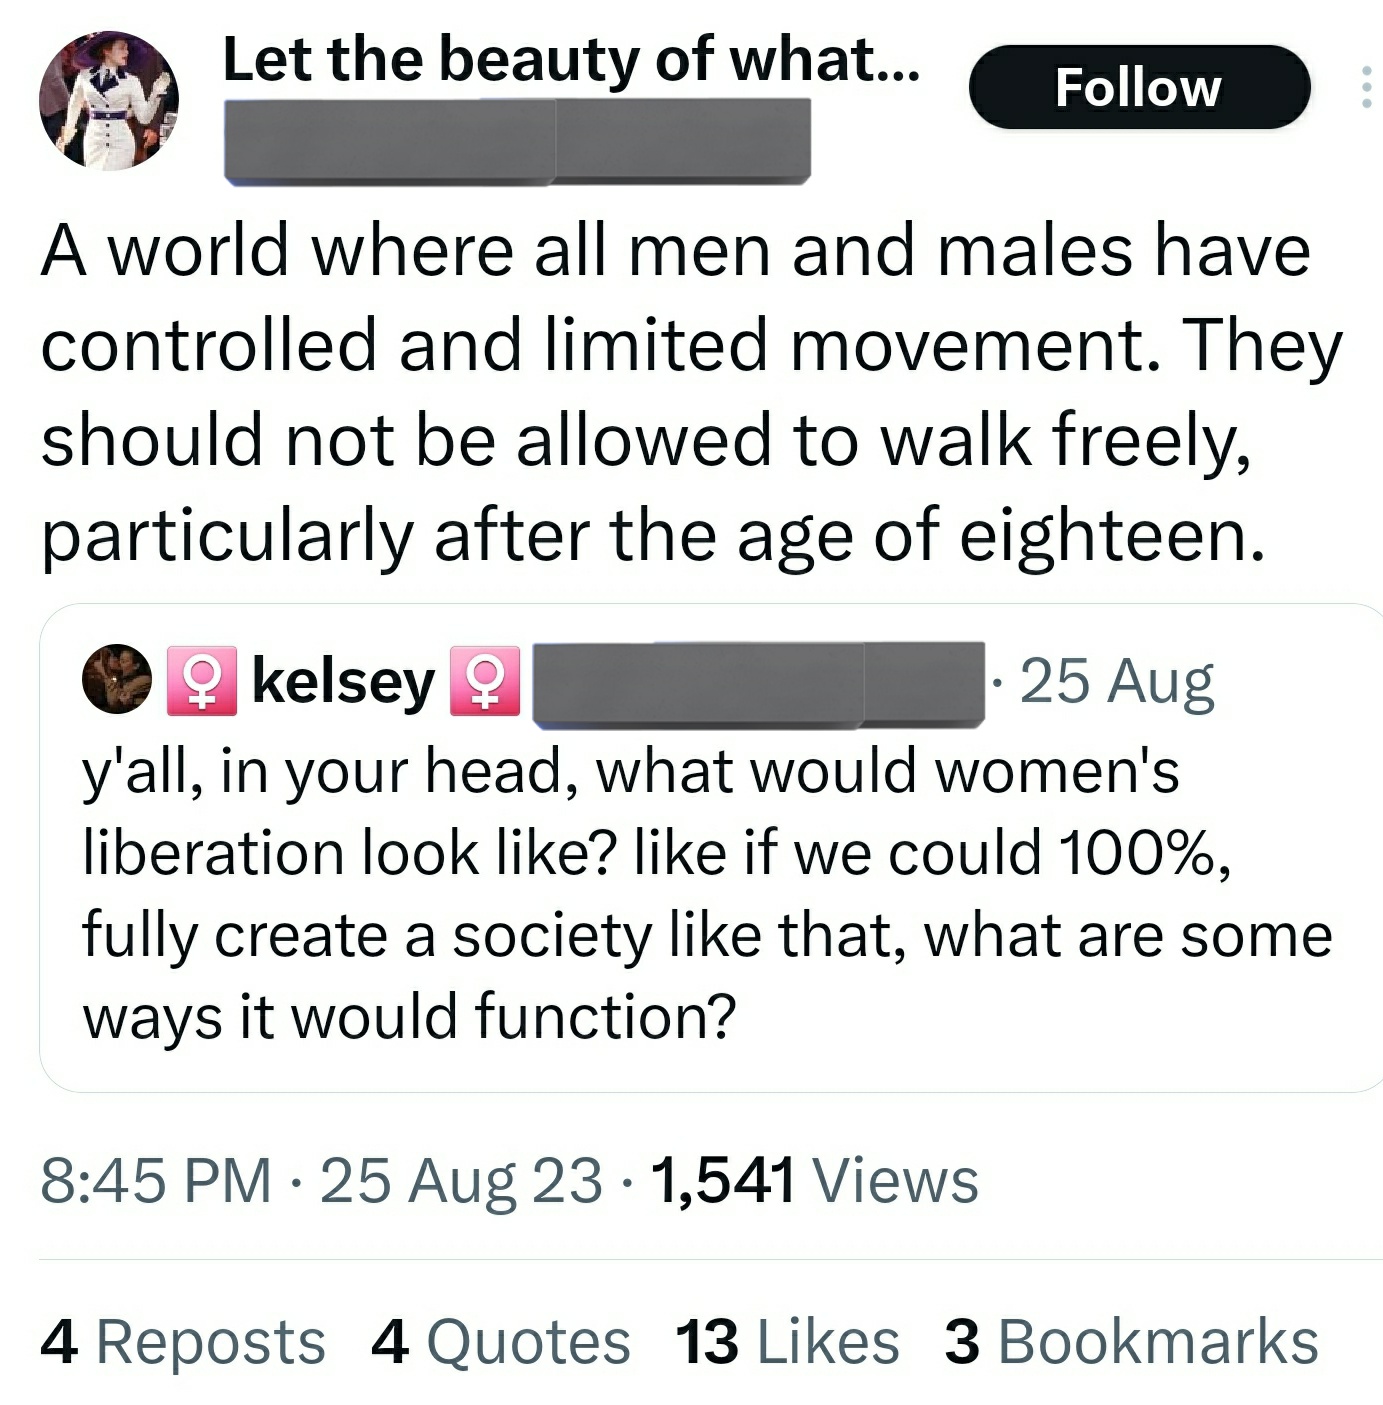 Let the beauty of what...
Follow
A world where all men and males have
controlled and limited movement. They
should not be allowed to walk freely,
particularly after the age of eighteen.
♀️ kelsey ♀️ · 25 Aug
y'all, in your head, what would women's
liberation look like? like if we could 100%,
fully create a society like that, what are some
ways it would function?
8:45 PM · 25 Aug 23 · 1,541 Views
4 Reposts 4 Quotes 13 Likes 3 Bookmarks